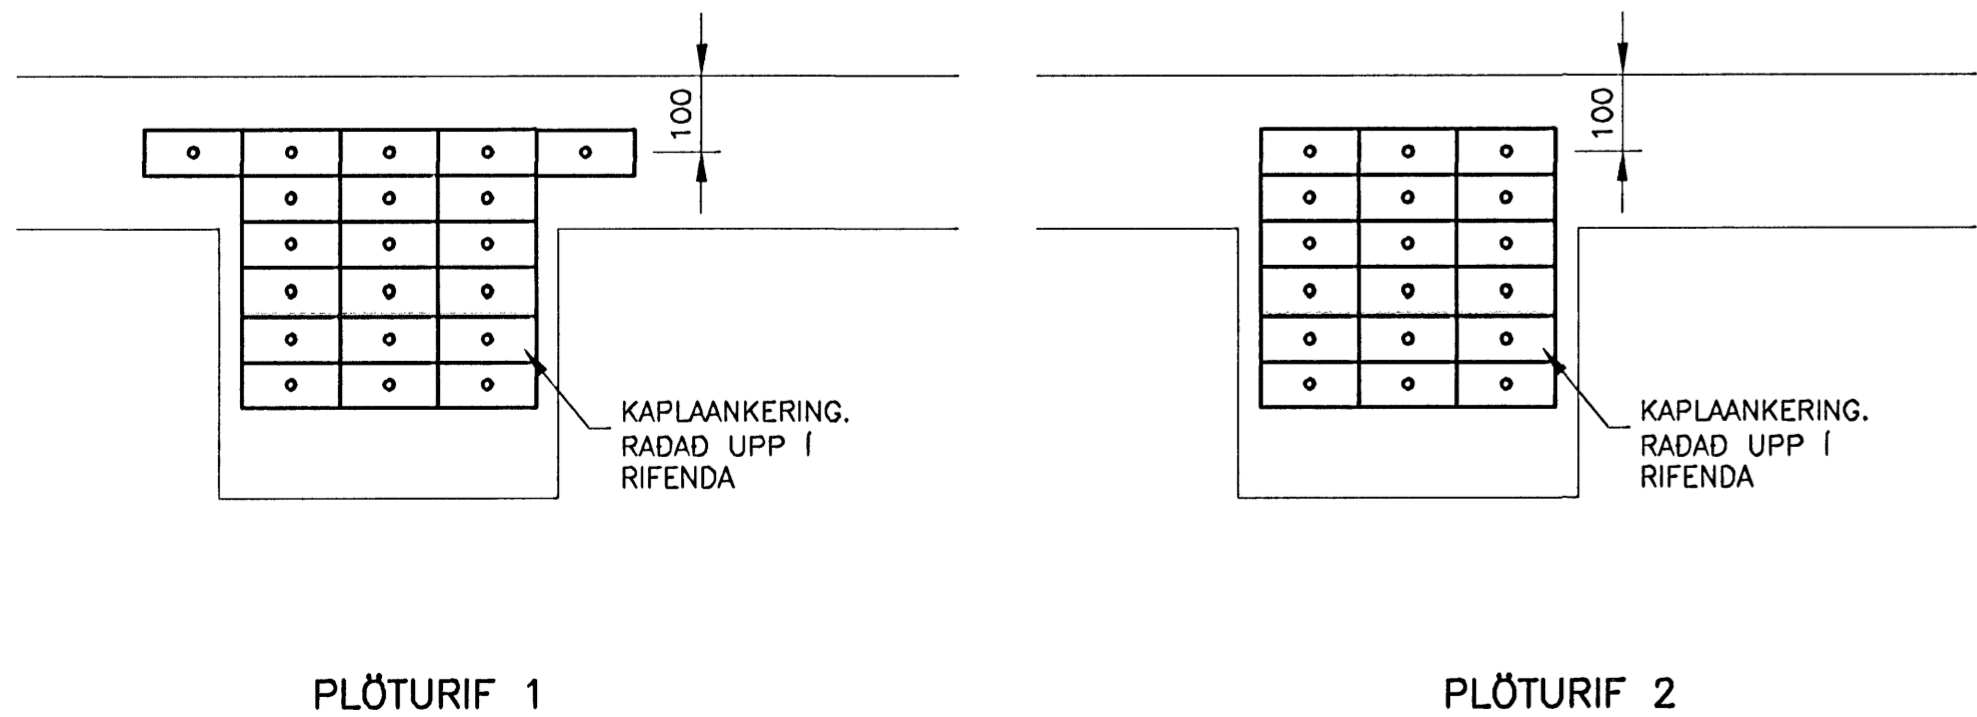 100
100
KAPLAANKERING.
RAÐAÐ UPP Í
RIFENDA
KAPLAANKERING.
RAÐAÐ UPP Í
RIFENDA
PLÖTURIF 1
PLÖTURIF 2